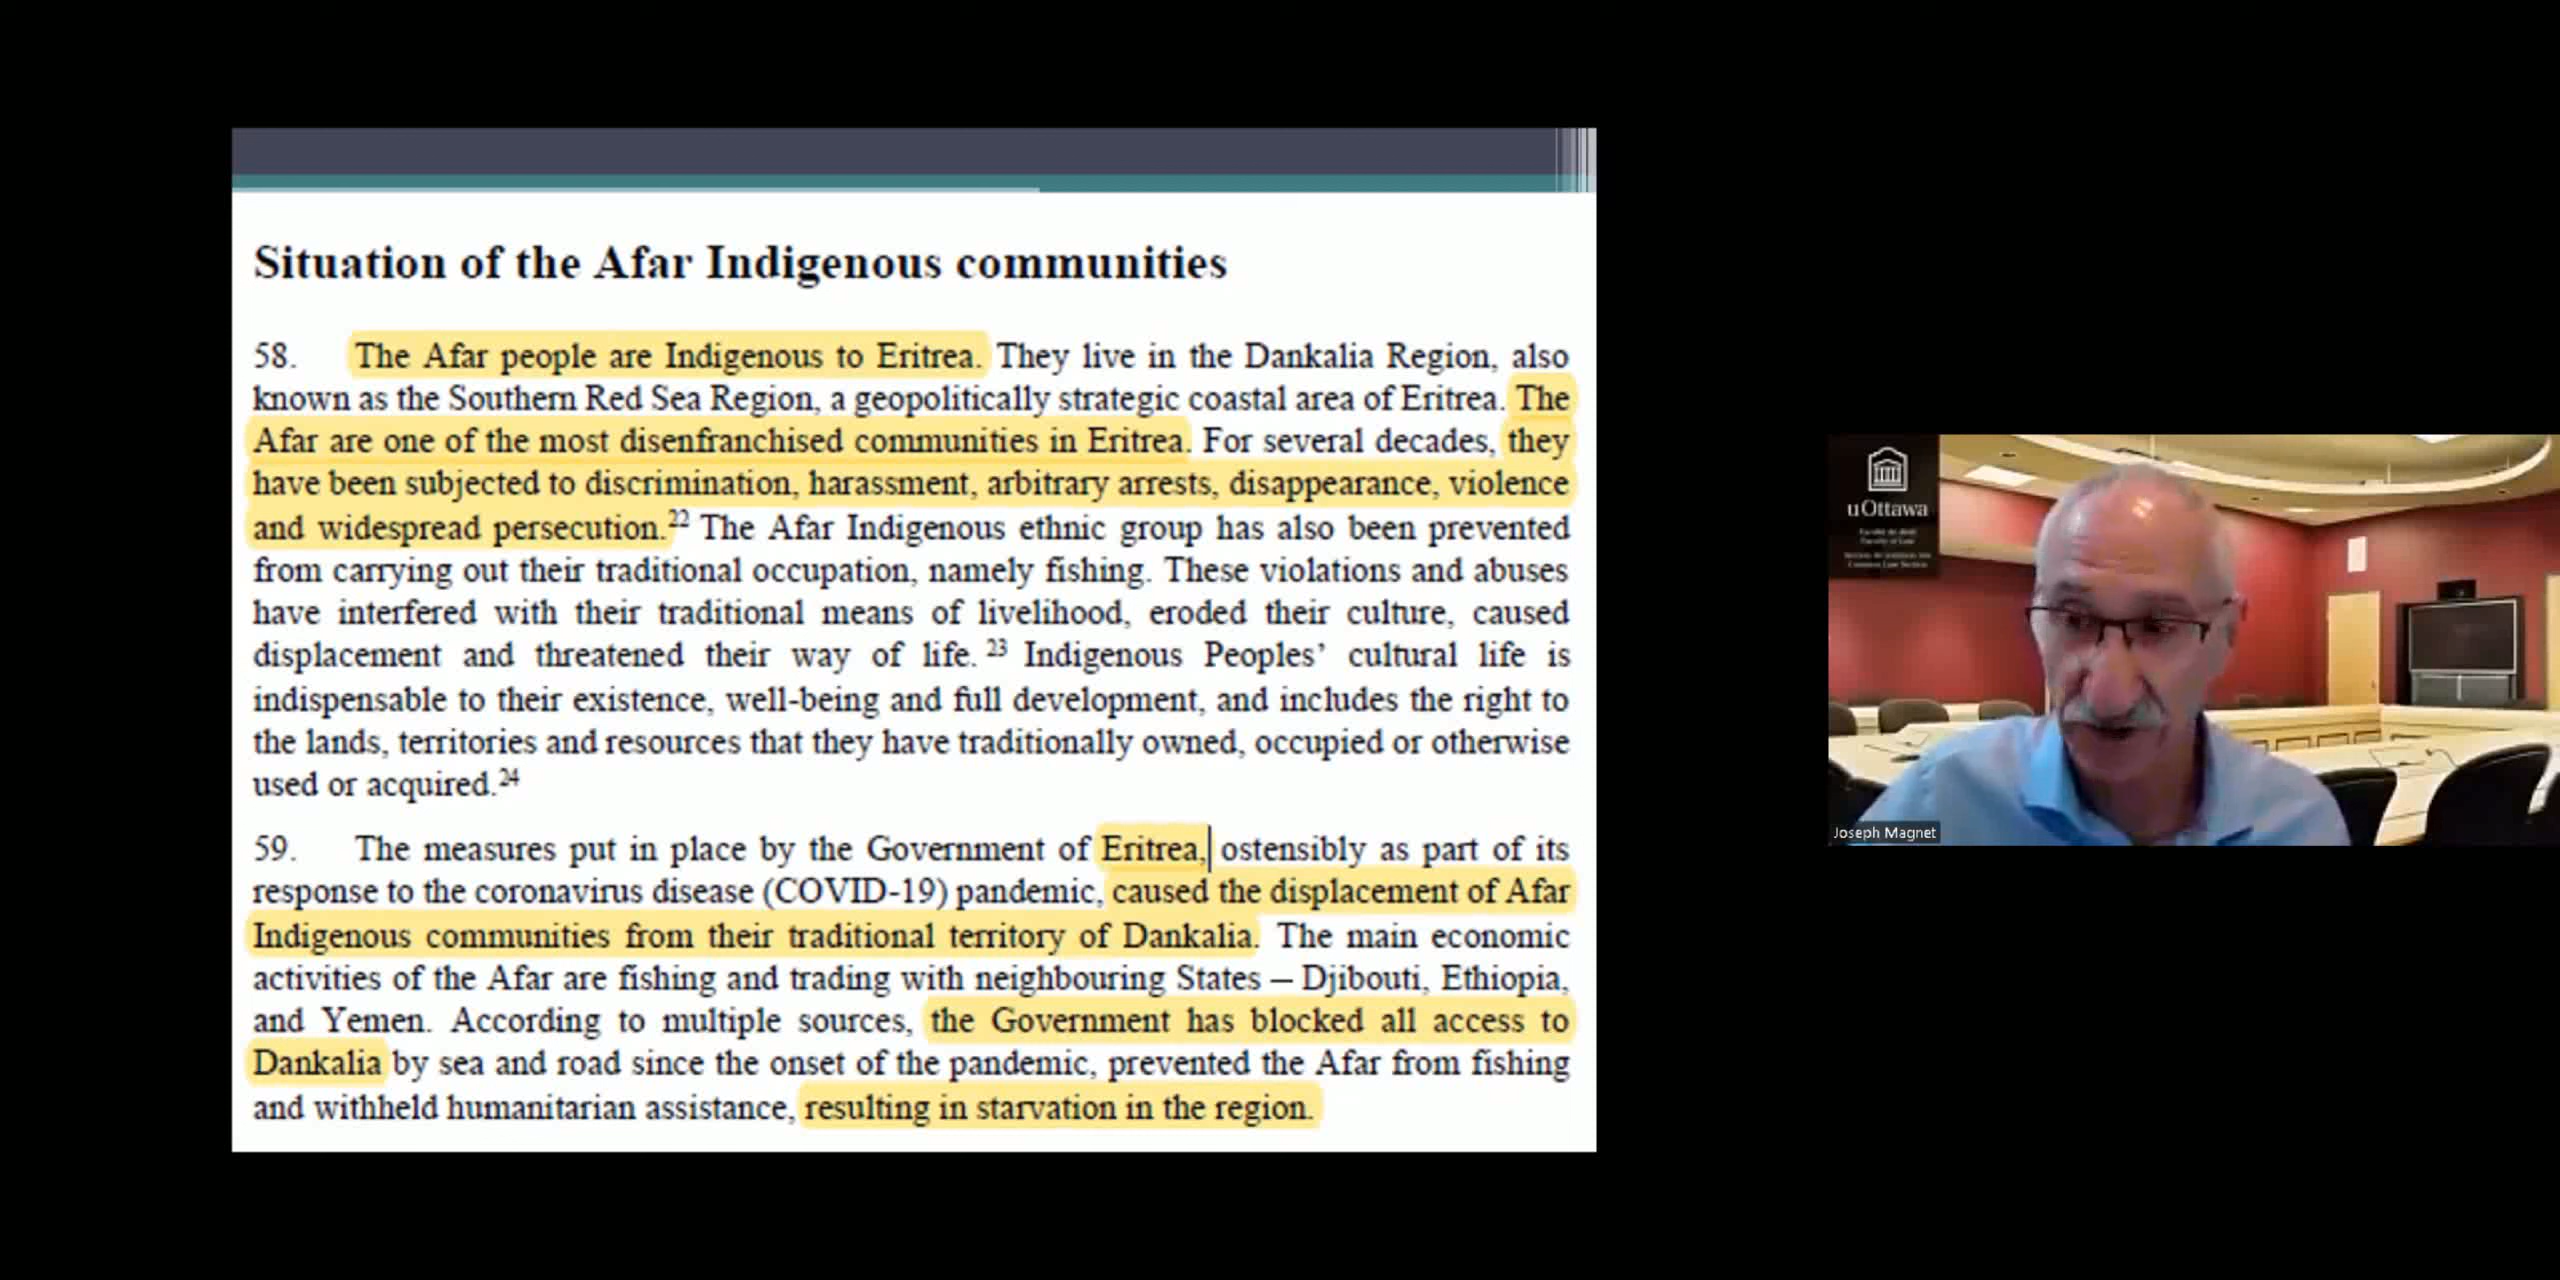 Situation of the Afar Indigenous communities
58. The Afar people are Indigenous to Eritrea. They live in the Dankalia Region, also
known as the Southern Red Sea Region, a geopolitically strategic coastal area of Eritrea. The
Afar are one of the most disenfranchised communities in Eritrea. For several decades, they
have been subjected to discrimination, harassment, arbitrary arrests, disappearance, violence
and widespread persecution.22 The Afar Indigenous ethnic group has also been prevented
from carrying out their traditional occupation, namely fishing. These violations and abuses
have interfered with their traditional means of livelihood, eroded their culture, caused
displacement and threatened their way of life. 23 Indigenous Peoples’ cultural life is
indispensable to their existence, well-being and full development, and includes the right to
the lands, territories and resources that they have traditionally owned, occupied or otherwise
used or acquired.24
59. The measures put in place by the Government of Eritrea, ostensibly as part of its
response to the coronavirus disease (COVID-19) pandemic, caused the displacement of Afar
Indigenous communities from their traditional territory of Dankalia. The main economic
activities of the Afar are fishing and trading with neighbouring States – Djibouti, Ethiopia,
and Yemen. According to multiple sources, the Government has blocked all access to
Dankalia by sea and road since the onset of the pandemic, prevented the Afar from fishing
and withheld humanitarian assistance, resulting in starvation in the region.
uOttawa
Faculté de droit
Faculty of Law
Common Law Section
Joseph Magnet